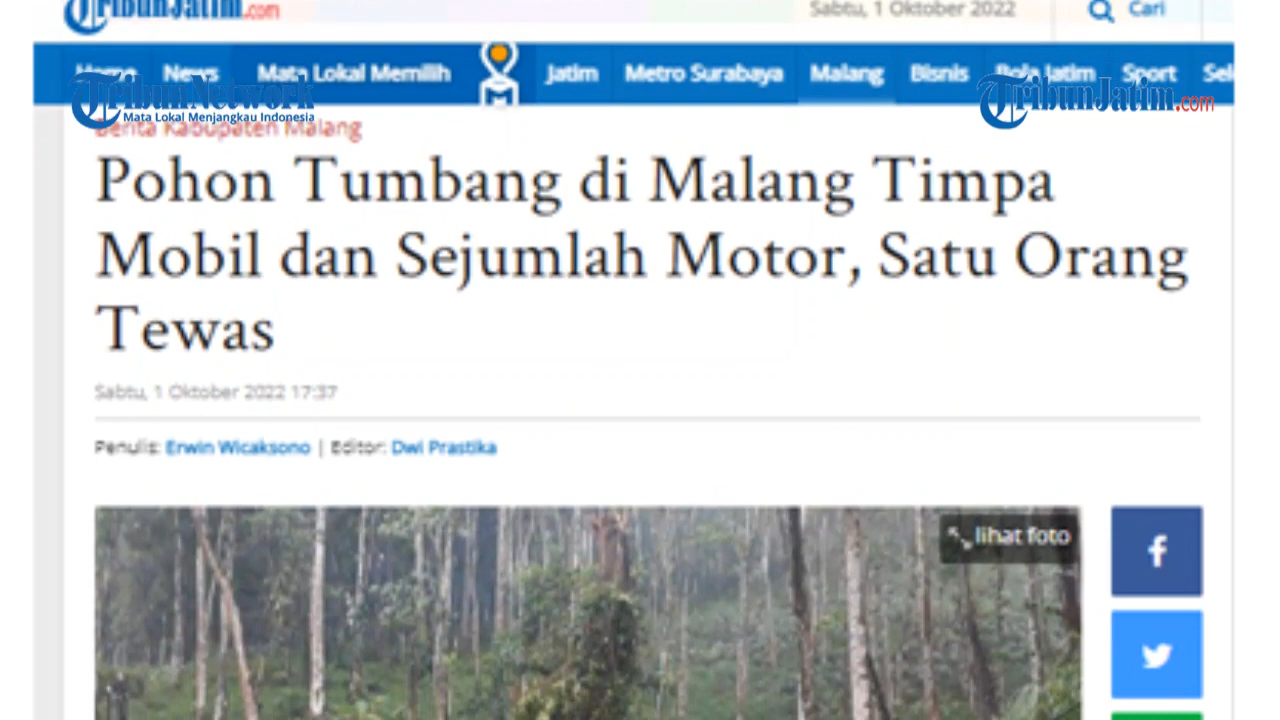 TribunJatim.com
Sabtu, 1 Oktober 2022
Cari
Home News Mata Lokal Memilih M Jatim Metro Surabaya Malang Bisnis Bola Jatim Sport Sel
TribunNetwork
Mata Lokal Menjangkau Indonesia
TribunJatim.com
Berita Kabupaten Malang
Pohon Tumbang di Malang Timpa
Mobil dan Sejumlah Motor, Satu Orang
Tewas
Sabtu, 1 Oktober 2022 17:37
Penulis: Erwin Wicaksono | Editor: Dwi Prastika
lihat foto
f